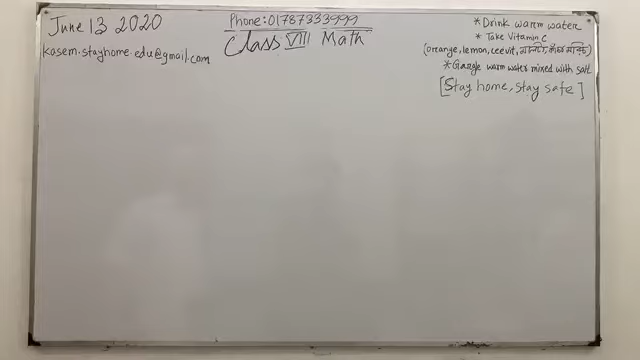 June 13 2020
kasem.stayhome.edu@gmail.com
Phone: 01787333999
Class VIII Math
* Drink warm water
* Take Vitamin C
(orrange, lemon, ceevit,
* Gargle warm water mixed with salt
[Stay home, stay safe]